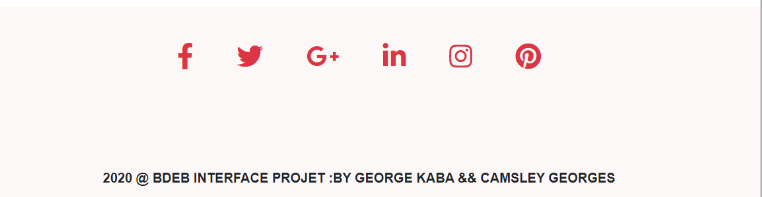 2020 @ BDEB INTERFACE PROJET :BY GEORGE KABA && CAMSLEY GEORGES